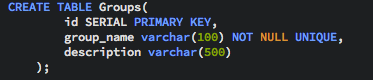 CREATE TABLE Groups(
id SERIAL PRIMARY KEY,
group_name varchar(100) NOT NULL UNIQUE,
description varchar(500)
);